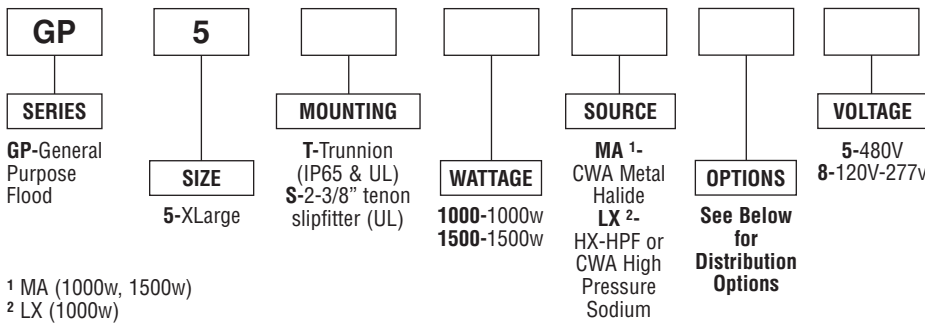 GP
5
SERIES
GP-General
Purpose
Flood
SIZE
5-XLarge
MOUNTING
T-Trunnion
(IP65 & UL)
S-2-3/8” tenon
slipfitter (UL)
WATTAGE
1000-1000w
1500-1500w
SOURCE
MA ¹-
CWA Metal
Halide
LX ²-
HX-HPF or
CWA High
Pressure
Sodium
OPTIONS
See Below
for
Distribution
Options
VOLTAGE
5-480V
8-120V-277v
¹ MA (1000w, 1500w)
² LX (1000w)